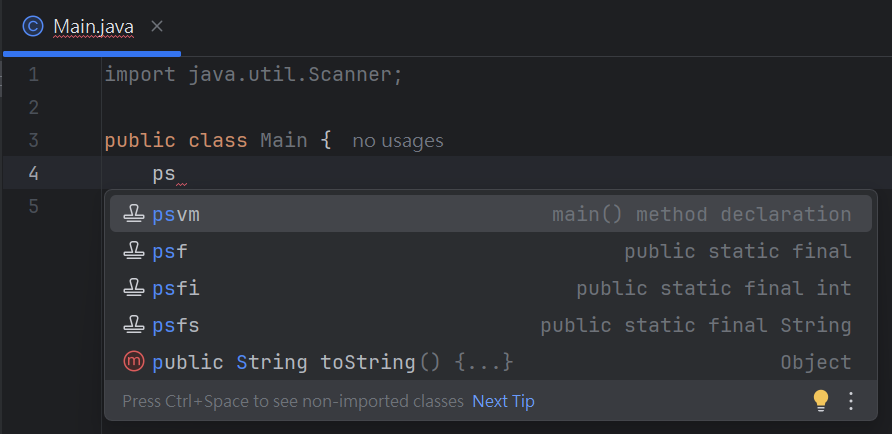 Main.java
1 import java.util.Scanner;
2
3 public class Main { no usages
4 ps
psvm main() method declaration
psf public static final
psfi public static final int
psfs public static final String
public String toString() {...} Object
Press Ctrl+Space to see non-imported classes Next Tip
5